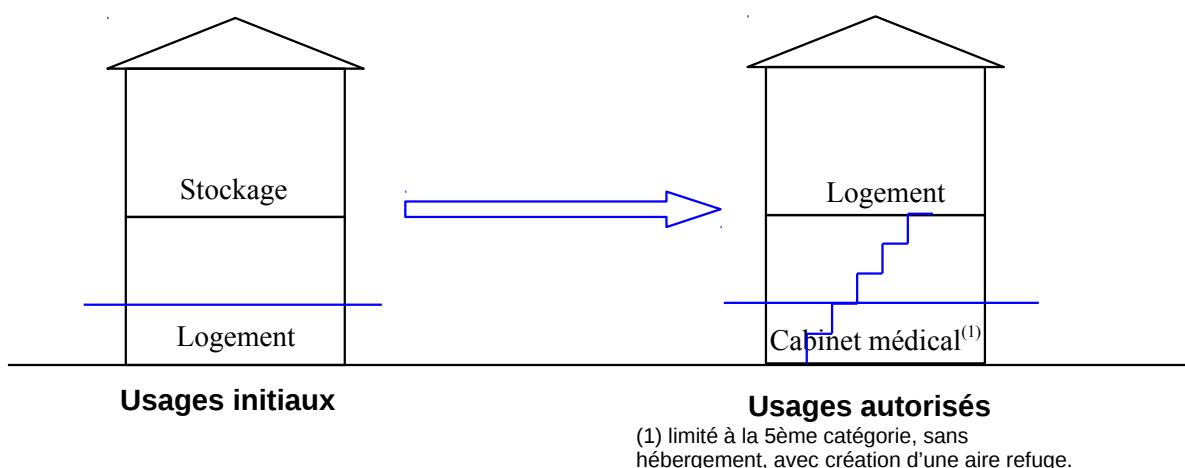 Stockage
Logement
Usages initiaux
Logement
Cabinet médical(1)
Usages autorisés
(1) limité à la 5ème catégorie, sans
hébergement, avec création d'une aire refuge.